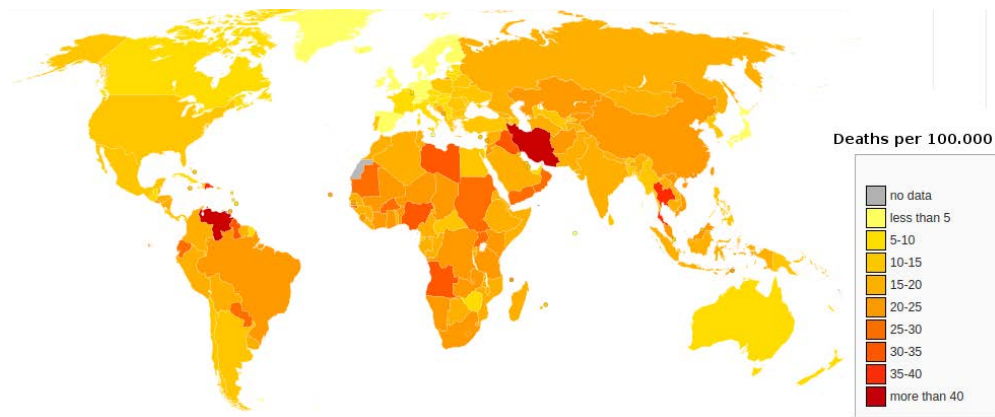 Deaths per 100.000
no data
less than 5
5-10
10-15
15-20
20-25
25-30
30-35
35-40
more than 40